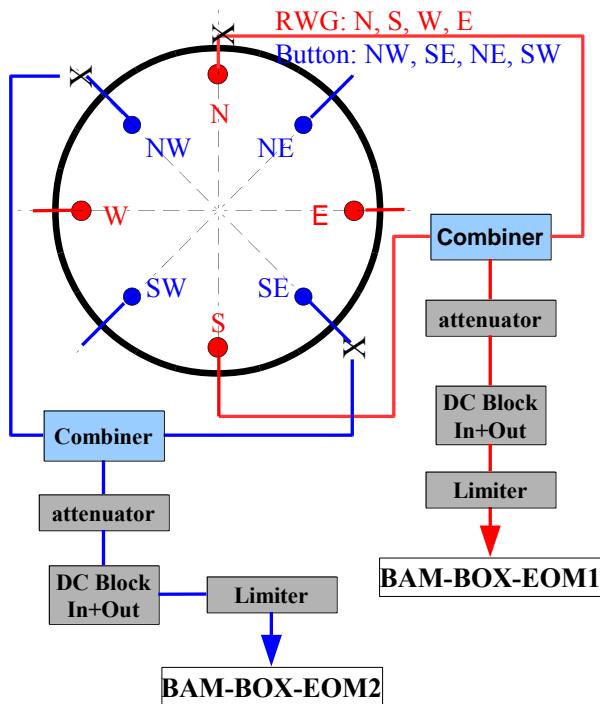 X
RWG: N, S, W, E
Button: NW, SE, NE, SW
X
N
NW
NE
W
E
Combiner
SW
SE
S
attenuator
X
DC Block
In+Out
Combiner
Limiter
attenuator
BAM-BOX-EOM1
DC Block
In+Out
Limiter
BAM-BOX-EOM2